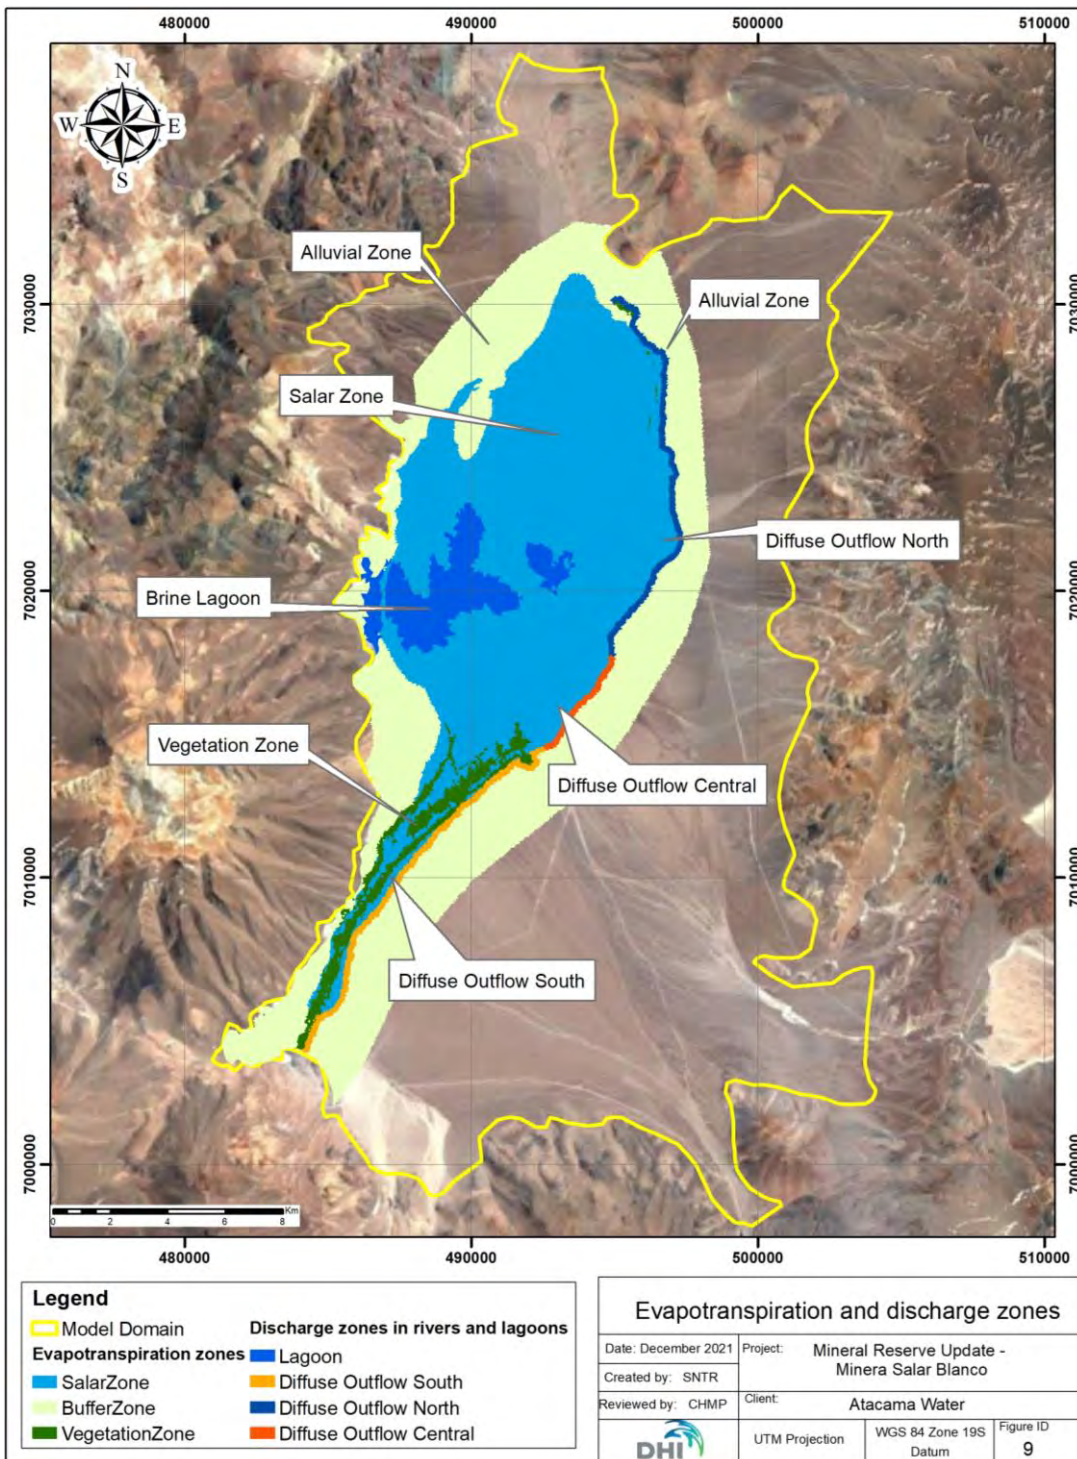 480000 490000 500000 510000
N
W E
S
Alluvial Zone
7030000 7030000
Alluvial Zone
Salar Zone
Diffuse Outflow North
7020000 7020000
Brine Lagoon
Vegetation Zone
Diffuse Outflow Central
7010000 7010000
Diffuse Outflow South
7000000 7000000
Km
0 2 4 6 8
480000 490000 500000 510000
Legend
Model Domain
Evapotranspiration zones
SalarZone
BufferZone
VegetationZone
Discharge zones in rivers and lagoons
Lagoon
Diffuse Outflow South
Diffuse Outflow North
Diffuse Outflow Central
Evapotranspiration and discharge zones
Date: December 2021
Created by: SNTR
Reviewed by: CHMP
Project: Mineral Reserve Update -
Minera Salar Blanco
Client: Atacama Water
DHI
UTM Projection
WGS 84 Zone 19S
Datum
Figure ID
9